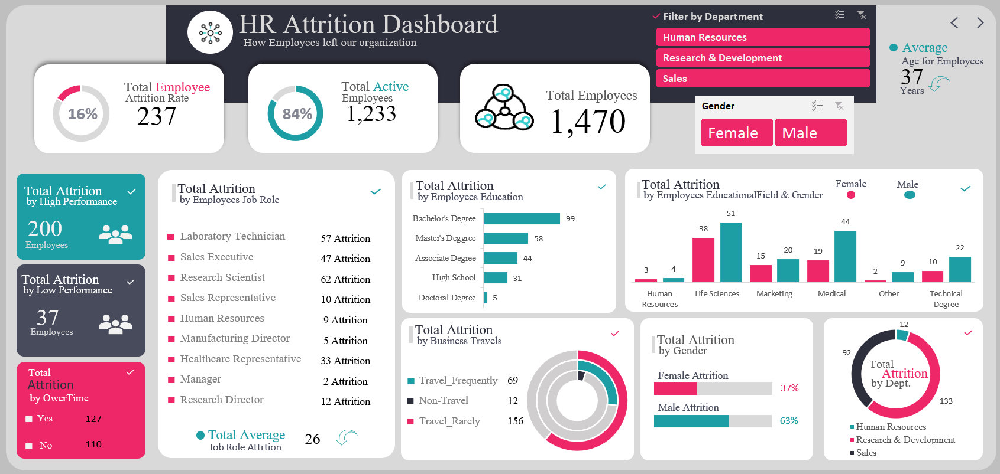 HR Attrition Dashboard
How Employees left our organization
Filter by Department
Human Resources
Research & Development
Sales
Average
Age for Employees
37
Years
Total Employee
Attrition Rate
237
16%
Total Active
Employees
1,233
84%
Total Employees
1,470
Gender
Female Male
Total Attrition
by High Performance
200
Employees
Total Attrition
by Low Performance
37
Employees
Total
Attrition
by OwerTime
Yes 127
No 110
Total Attrition
by Employees Job Role
Laboratory Technician 57 Attrition
Sales Executive 47 Attrition
Research Scientist 62 Attrition
Sales Representative 10 Attrition
Human Resources 9 Attrition
Manufacturing Director 5 Attrition
Healthcare Representative 33 Attrition
Manager 2 Attrition
Research Director 12 Attrition
Total Average 26
Job Role Attrtion
Total Attrition
by Employees Education
Bachelor's Degree 99
Master's Deggree 58
Associate Degree 44
High School 31
Doctoral Degree 5
Total Attrition
by Employees EducationalField & Gender
Female Male
3 4 38 51 15 20 19 44 2 9 10 22
Human Resources
Life Sciences
Marketing
Medical
Other
Technical Degree
Total Attrition
by Business Travels
Travel_Frequently 69
Non-Travel 12
Travel_Rarely 156
Total Attrition
by Gender
Female Attrition
37%
Male Attrition
63%
12
92
133
Total
Attrition
by Dept.
Human Resources
Research & Development
Sales